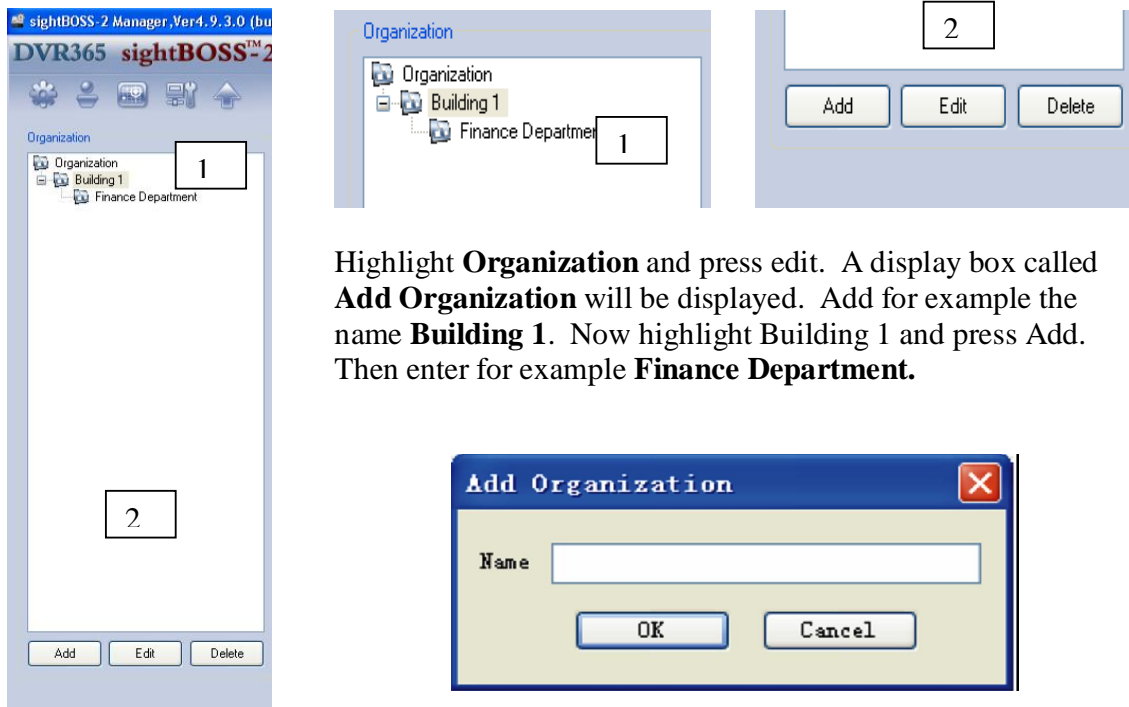 sightBOSS-2 Manager,Ver4.9.3.0 (bu
DVR365 sightBOSS™-2
Organization
1
Organization
Building 1
Finance Department
2
Add Edit Delete
Organization
Organization
Building 1
Finance Departmen
1
2
Add Edit Delete
Highlight Organization and press edit. A display box called
Add Organization will be displayed. Add for example the
name Building 1. Now highlight Building 1 and press Add.
Then enter for example Finance Department.
Add Organization
Name
OK Cancel